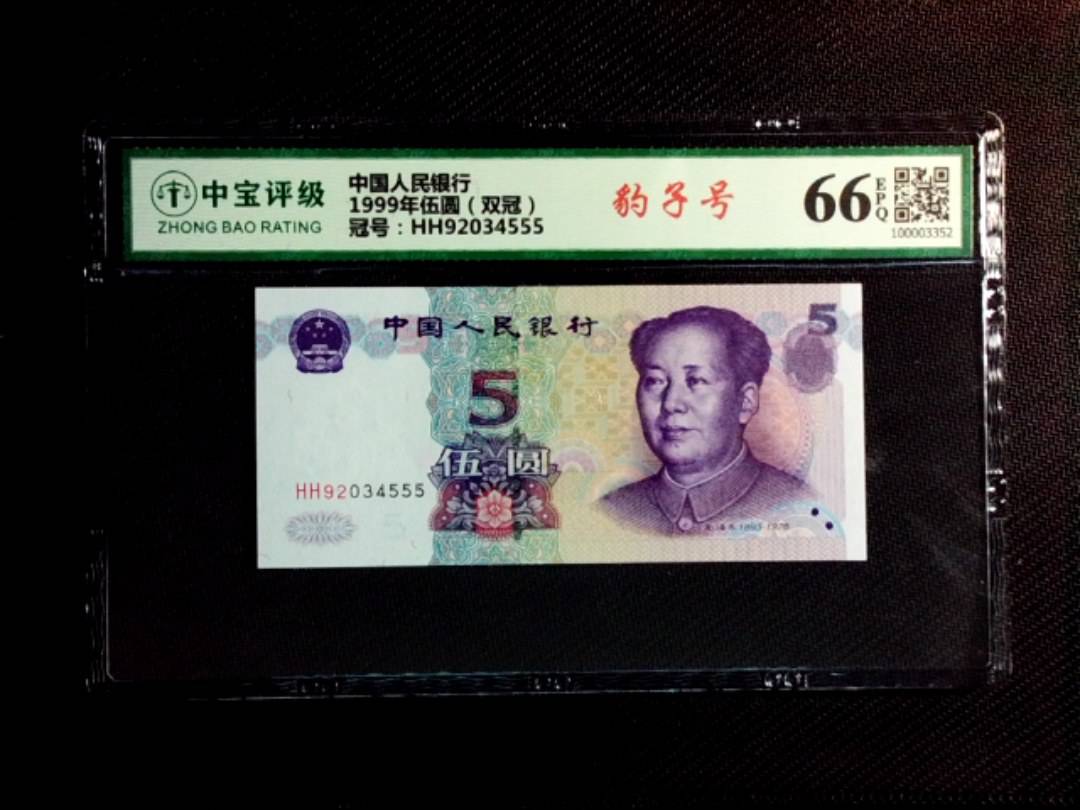 中宝评级
ZHONG BAO RATING
中国人民银行
1999年伍圆（双冠）
冠号：HH92034555
豹子号
66
EPQ
100003352
中国人民银行
5
5
伍圆
HH92034555
1893-1976